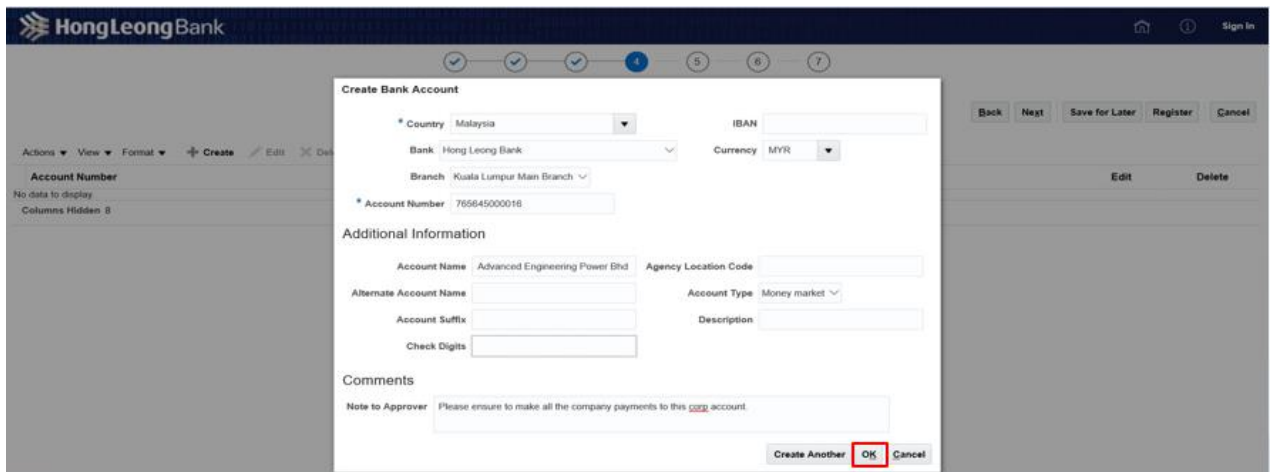 HongLeong Bank
Sign In
4 5 6 7
Back Next Save for Later Register Cancel
Create Bank Account
* Country Malaysia IBAN
Actions View Format Create Edit
Bank Hong Leong Bank Currency MYR
Branch Kuala Lumpur Main Branch
Account Number Edit Delete
* Account Number 765645000016
No data to display
Columns Hidden 8
Additional Information
Account Name Advanced Engineering Power Bhd Agency Location Code
Alternate Account Name Account Type Money market
Account Suffix Description
Check Digits
Comments
Note to Approver Please ensure to make all the company payments to this corp account.
Create Another OK Cancel